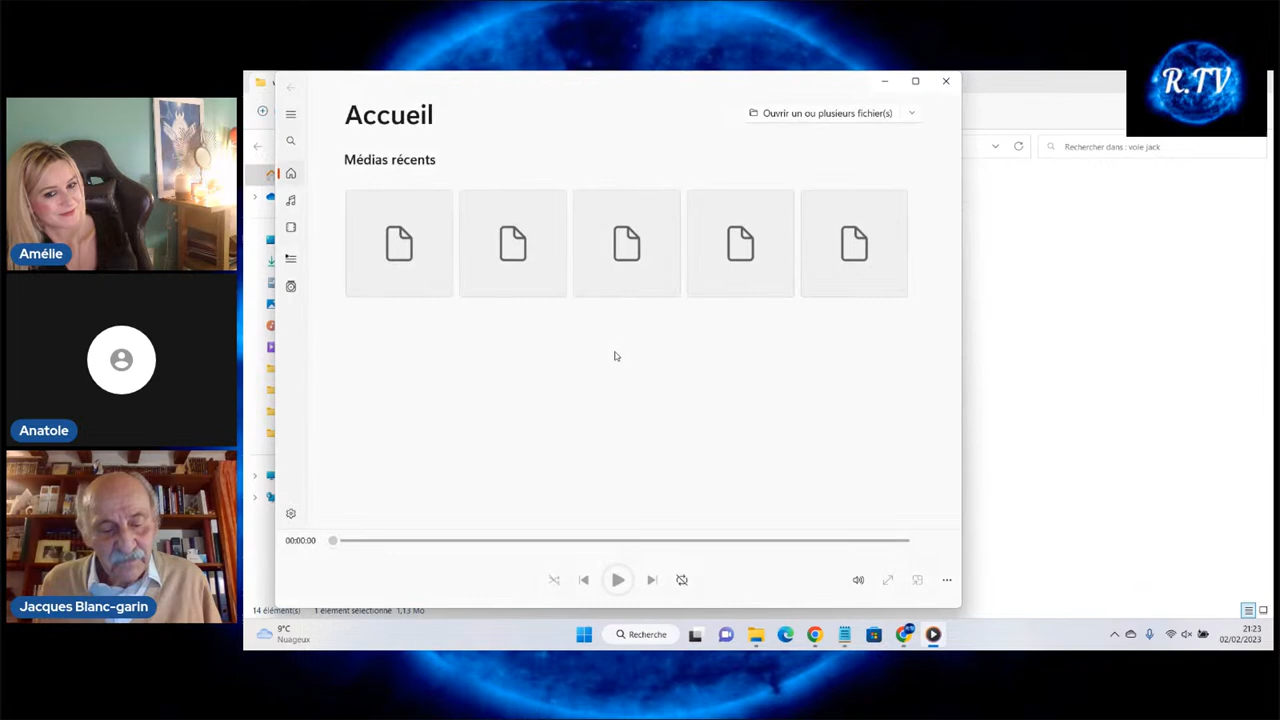 R.TV
Accueil
Ouvrir un ou plusieurs fichier(s)
Rechercher dans : voie jack
Médias récents
Amélie
Anatole
Jacques Blanc-garin
00:00:00
14 élément(s) 1 élément sélectionné 1,13 Mo
9°C
Nuageux
Recherche
21:23
02/02/2023